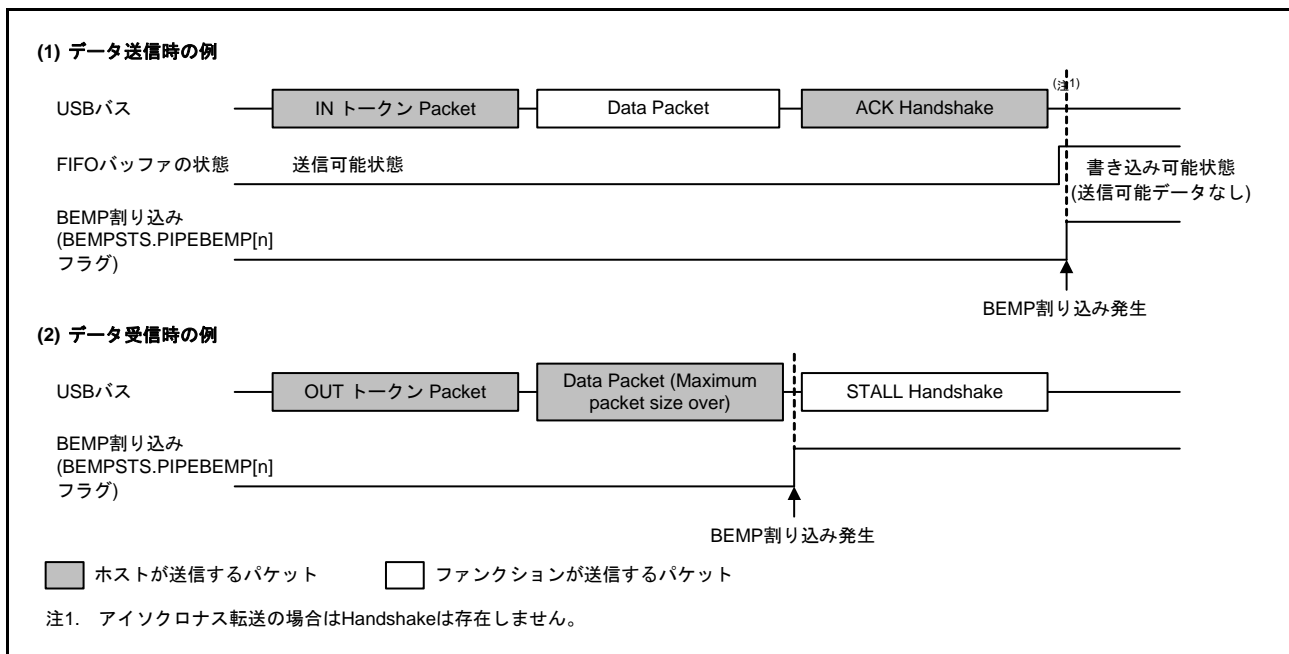 (1) データ送信時の例
(注1)
USBバス
IN トークン Packet
Data Packet
ACK Handshake
FIFOバッファの状態
送信可能状態
書き込み可能状態
(送信可能データなし)
BEMP割り込み
(BEMPSTS.PIPEBEMP[n]
フラグ)
BEMP割り込み発生
(2) データ受信時の例
USBバス
OUT トークン Packet
Data Packet (Maximum
packet size over)
STALL Handshake
BEMP割り込み
(BEMPSTS.PIPEBEMP[n]
フラグ)
BEMP割り込み発生
ホストが送信するパケット
ファンクションが送信するパケット
注1. アイソクロナス転送の場合はHandshakeは存在しません。